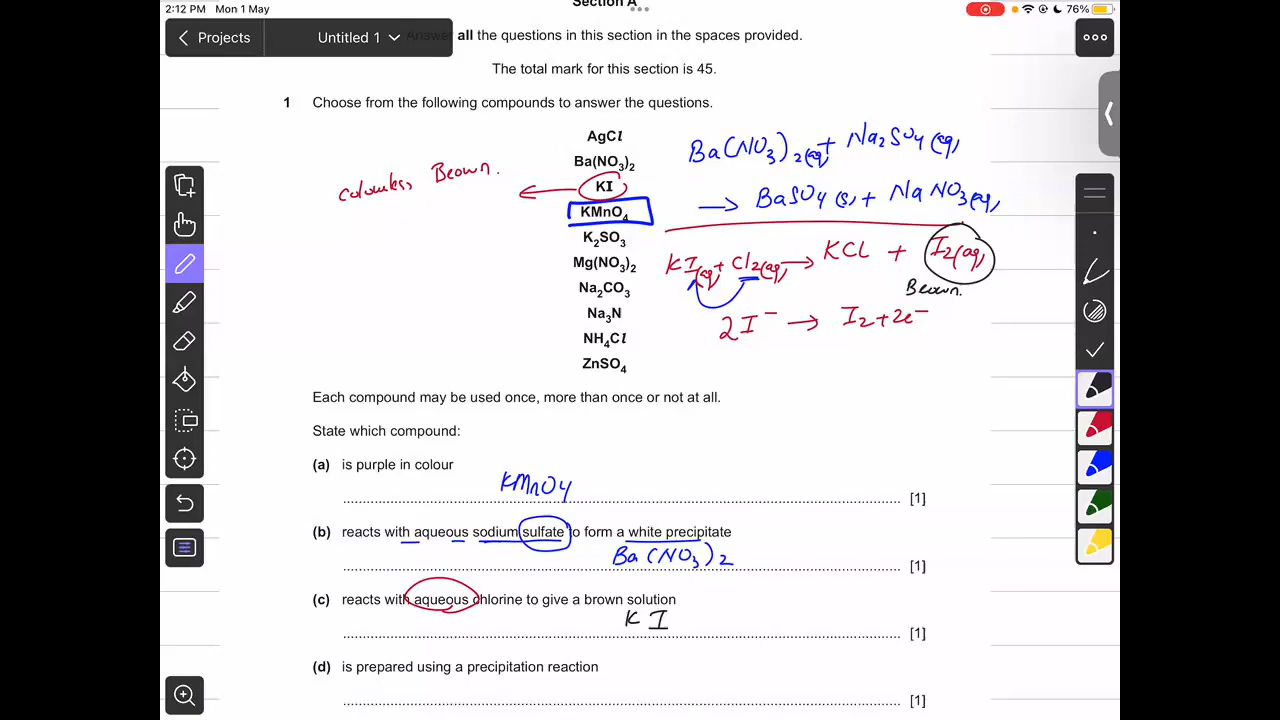 2:12 PM Mon 1 May
Section A
76%
Projects
Untitled 1
Answer all the questions in this section in the spaces provided.
The total mark for this section is 45.
1 Choose from the following compounds to answer the questions.
AgCl
Ba(NO3)2
KI
KMnO4
K2SO3
Mg(NO3)2
Na2CO3
Na3N
NH4Cl
ZnSO4
colourless Brown.
Ba(NO3)2(aq) + Na2SO4(aq)
→ BaSO4(s) + NaNO3(aq)
KI(aq) + Cl2(aq) → KCl + I2(aq)
Brown.
2I⁻ → I2 + 2e⁻
Each compound may be used once, more than once or not at all.
State which compound:
(a) is purple in colour
KMnO4
[1]
(b) reacts with aqueous sodium sulfate to form a white precipitate
Ba(NO3)2
[1]
(c) reacts with aqueous chlorine to give a brown solution
KI
[1]
(d) is prepared using a precipitation reaction
[1]